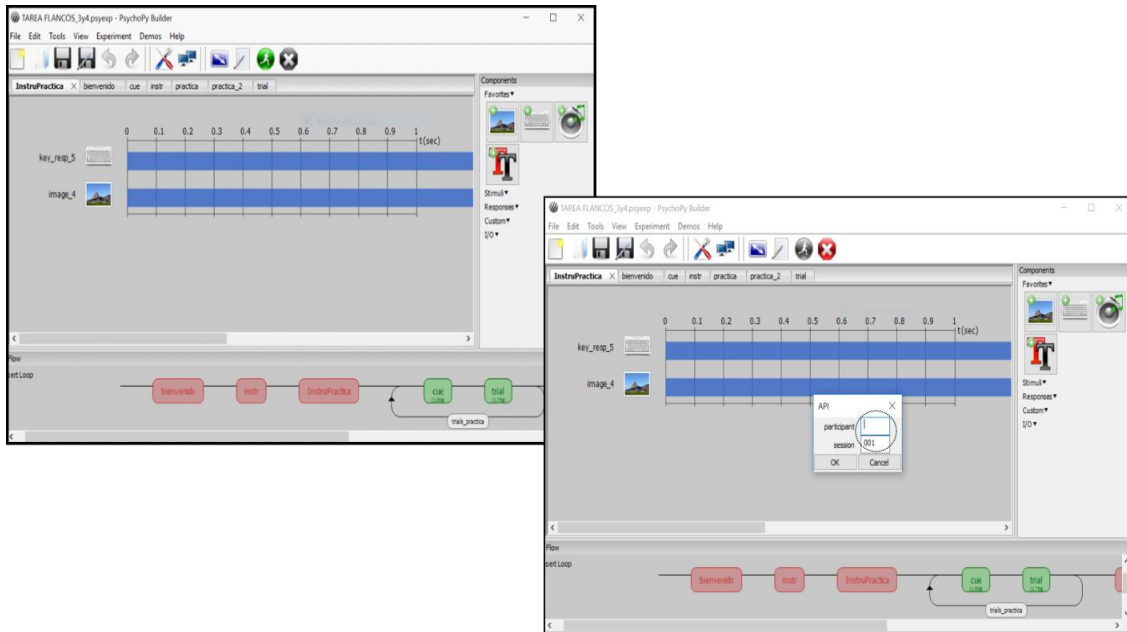 TAREA FLANCOS_3y4.psyexp - PsychoPy Builder
File Edit Tools View Experiment Demos Help
InstruPractica X bienvenido cue instr practica practica_2 trial
Components
Favorites
0 0.1 0.2 0.3 0.4 0.5 0.6 0.7 0.8 0.9 1
t(sec)
key_resp_5
image_4
Stimuli
Responses
Custom
I/O
Flow
sert Loop
bienvenido instr InstruPractica cue trial
trials_practica
TAREA FLANCOS_3y4.psyexp - PsychoPy Builder
File Edit Tools View Experiment Demos Help
InstruPractica X bienvenido cue instr practica practica_2 trial
Components
Favorites
0 0.1 0.2 0.3 0.4 0.5 0.6 0.7 0.8 0.9 1
t(sec)
key_resp_5
image_4
Stimuli
Responses
Custom
I/O
API
participant
session 001
OK Cancel
Flow
sert Loop
bienvenido instr InstruPractica cue trial
trials_practica